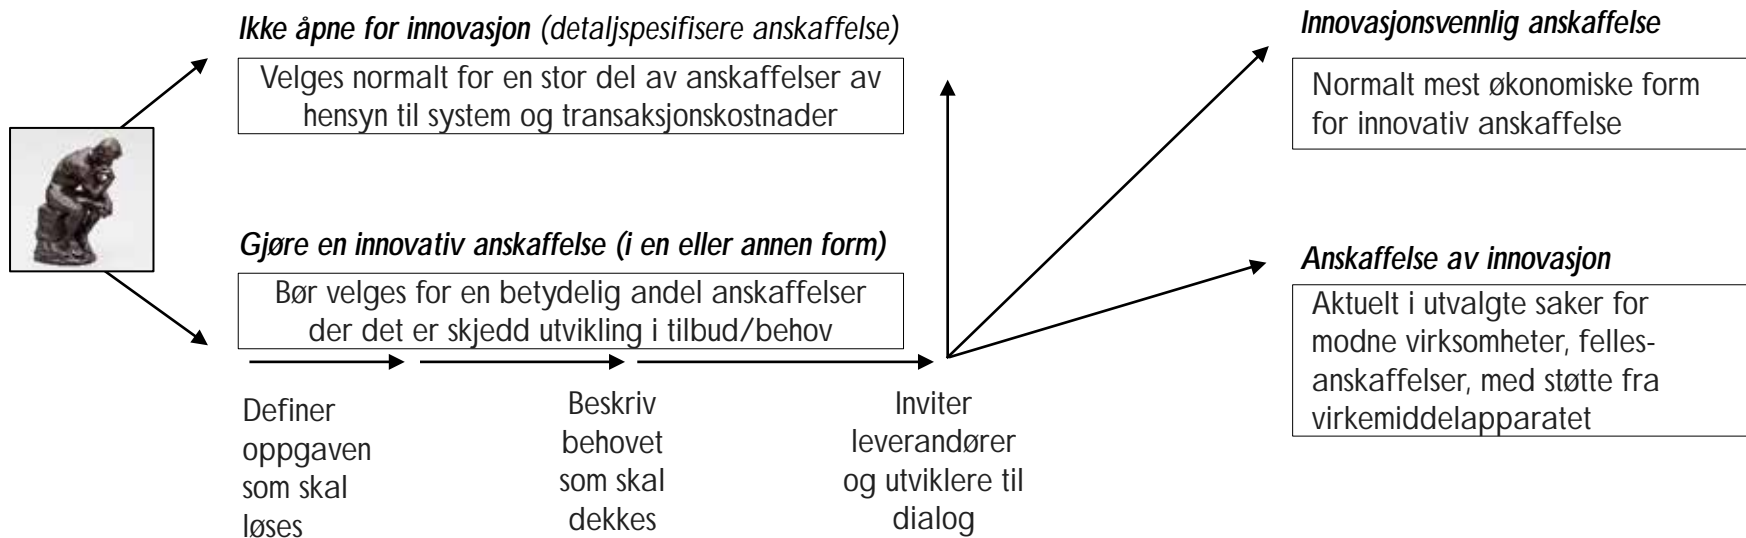 Ikke åpne for innovasjon (detaljspesifisere anskaffelse)
Velges normalt for en stor del av anskaffelser av
hensyn til system og transaksjonskostnader
Gjøre en innovativ anskaffelse (i en eller annen form)
Bør velges for en betydelig andel anskaffelser
der det er skjedd utvikling i tilbud/behov
Definer
oppgaven
som skal
løses
Beskriv
behovet
som skal
dekkes
Inviter
leverandører
og utviklere til
dialog
Innovasjonsvennlig anskaffelse
Normalt mest økonomiske form
for innovativ anskaffelse
Anskaffelse av innovasjon
Aktuelt i utvalgte saker for
modne virksomheter, felles-
anskaffelser, med støtte fra
virkemiddelapparatet